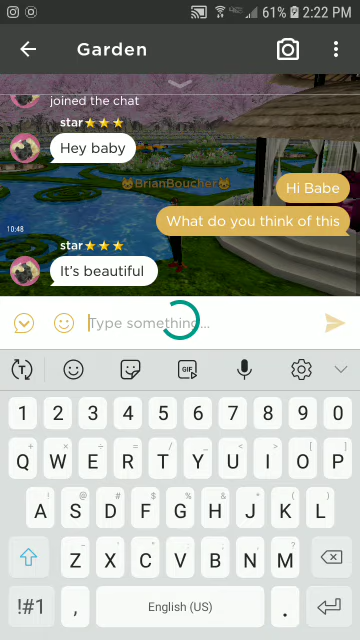 61% 2:22 PM
Garden
joined the chat
star⭐⭐⭐
Hey baby
🐯BrianBoucher🐯
Hi Babe
What do you think of this
10:48
star⭐⭐⭐
It's beautiful
Type something...
T GIF
1 2 3 4 5 6 7 8 9 0
+ × ÷ = / _ < > [ ]
Q W E R T Y U I O P
! @ # $ % ^ & * ( )
A S D F G H J K L
Z X C V B N M
!#1 , English (US) .